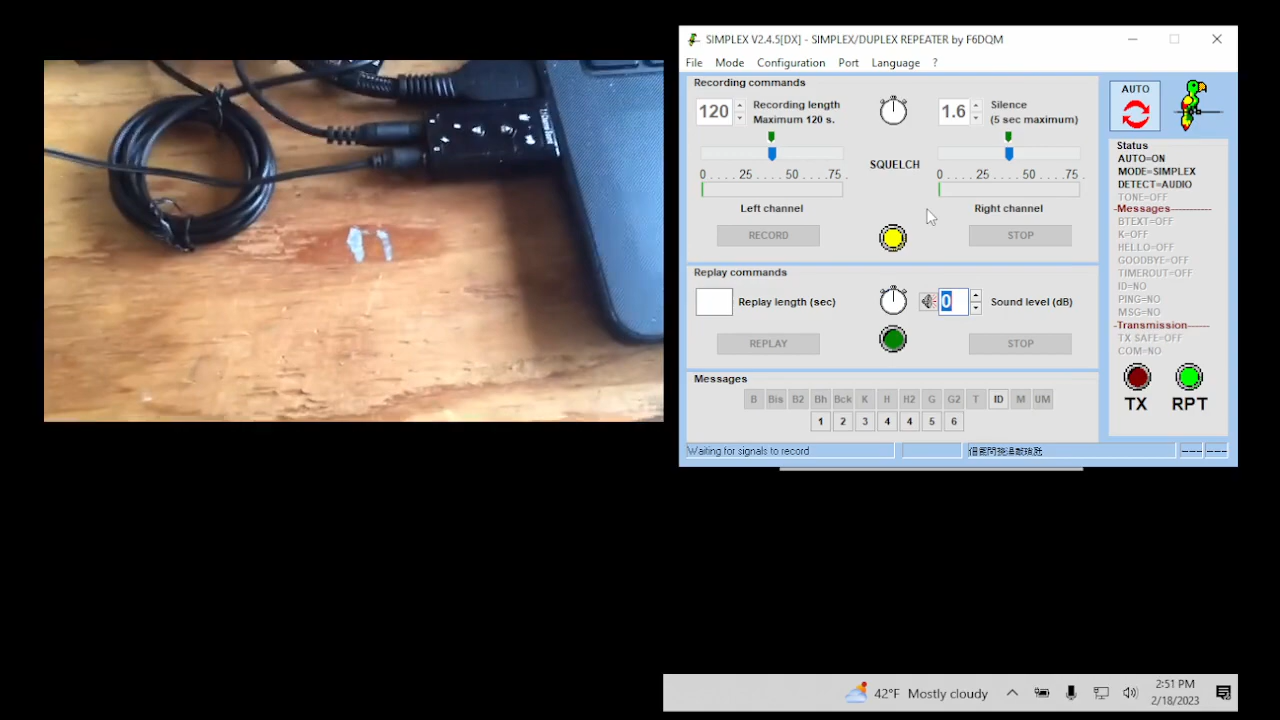 SIMPLEX V2.4.5[DX] - SIMPLEX/DUPLEX REPEATER by F6DQM
File Mode Configuration Port Language ?
Recording commands
120 Recording length
Maximum 120 s.
1.6 Silence
(5 sec maximum)
SQUELCH
0 . . . . 25 . . . 50 . . . .75 .
0 . . . . 25 . . . 50 . . . .75 .
Left channel
Right channel
RECORD
STOP
Replay commands
Replay length (sec)
0 Sound level (dB)
REPLAY
STOP
Messages
B Bis B2 Bh Bck K H H2 G G2 T ID M UM
1 2 3 4 4 5 6
Waiting for signals to record
--- ---
AUTO
Status
AUTO=ON
MODE=SIMPLEX
DETECT=AUDIO
TONE=OFF
-Messages------------
BTEXT=OFF
K=OFF
HELLO=OFF
GOODBYE=OFF
TIMEROUT=OFF
ID=NO
PING=NO
MSG=NO
-Transmission------
TX SAFE=OFF
COM=NO
TX RPT
42°F Mostly cloudy
2:51 PM
2/18/2023